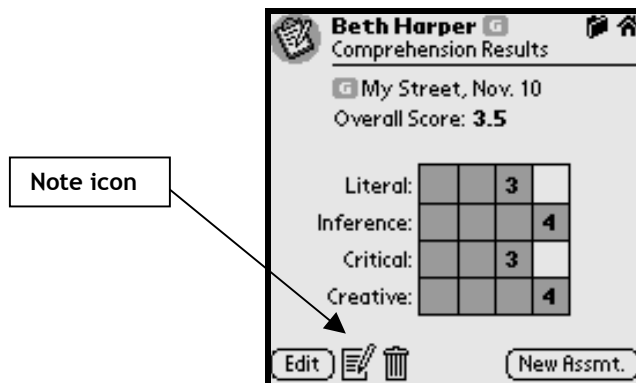 Beth Harper G
Comprehension Results
G My Street, Nov. 10
Overall Score: 3.5
Note icon
Literal: 3
Inference: 4
Critical: 3
Creative: 4
Edit New Assmt.